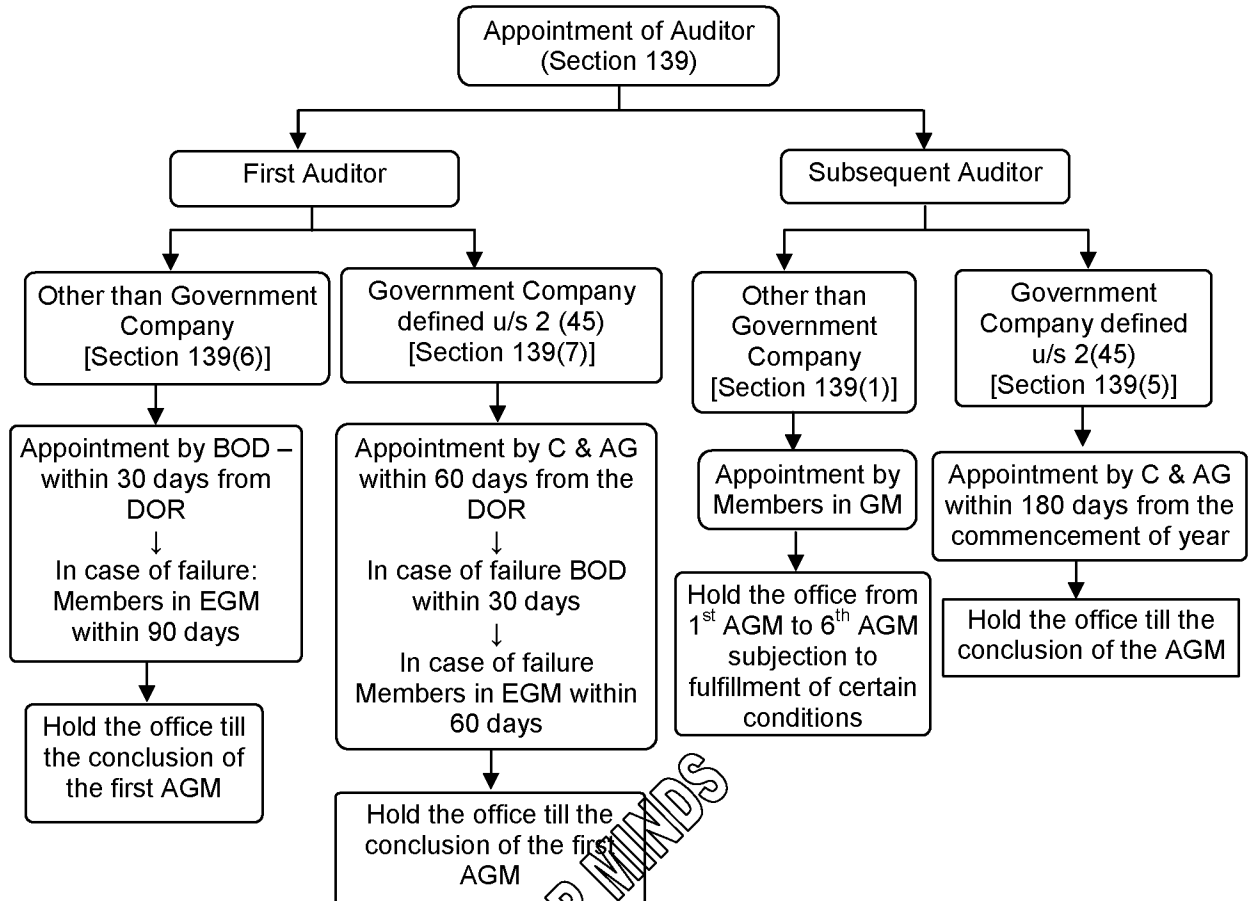 Appointment of Auditor
(Section 139)
First Auditor
Subsequent Auditor
Other than Government
Company
[Section 139(6)]
Government Company
defined u/s 2 (45)
[Section 139(7)]
Other than
Government
Company
[Section 139(1)]
Government
Company defined
u/s 2(45)
[Section 139(5)]
Appointment by BOD –
within 30 days from
DOR
↓
In case of failure:
Members in EGM
within 90 days
Appointment by C & AG
within 60 days from the
DOR
↓
In case of failure BOD
within 30 days
↓
In case of failure
Members in EGM within
60 days
Appointment by
Members in GM
Appointment by C & AG
within 180 days from the
commencement of year
Hold the office from
1st AGM to 6th AGM
subjection to
fulfillment of certain
conditions
Hold the office till the
conclusion of the AGM
Hold the office till
the conclusion of
the first AGM
Hold the office till the
conclusion of the first
AGM
MINDS